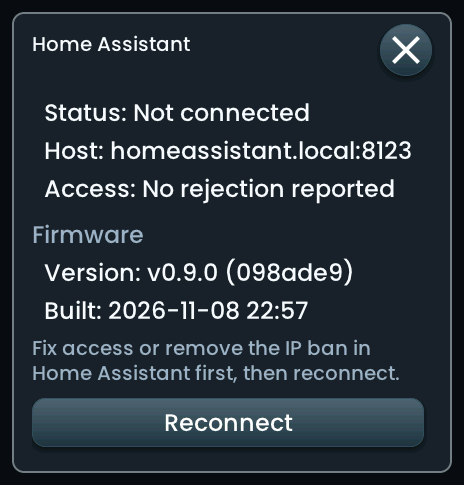 Home Assistant
Status: Not connected
Host: homeassistant.local:8123
Access: No rejection reported
Firmware
Version: v0.9.0 (098ade9)
Built: 2026-11-08 22:57
Fix access or remove the IP ban in
Home Assistant first, then reconnect.
Reconnect